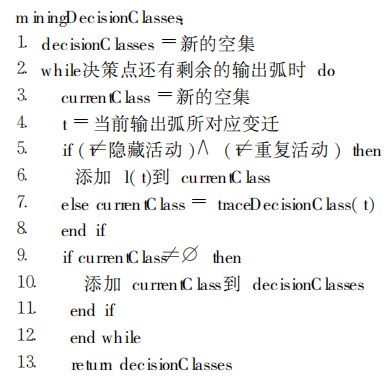 miningDecisionClasses:
1. decisionClasses=新的空集
2. while决策点还有剩余的输出弧时 do
3. currentClass=新的空集
4. t=当前输出弧所对应变迁
5. if(t≠隐藏活动)∧(t≠重复活动) then
6. 添加 l(t)到 currentClass
7. else currentClass=traceDecisionClass(t)
8. end if
9. if currentClass≠∅ then
10. 添加 currentClass到 decisionClasses
11. end if
12. end while
13. return decisionClasses